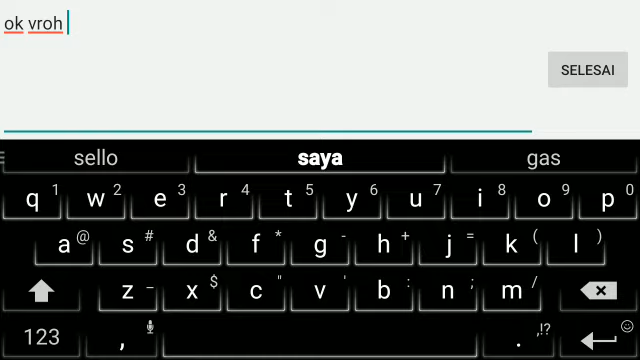 ok vroh
SELESAI
sello saya gas
q 1 w 2 e 3 r 4 t 5 y 6 u 7 i 8 o 9 p 0
a @ s # d & f * g - h + j = k ( l )
z _ x $ c " v ' b : n ; m /
123 , . ,!?